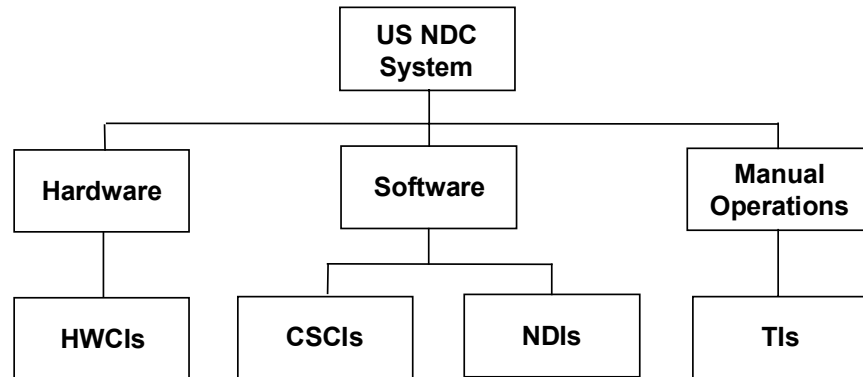 US NDC
System
Hardware
Software
Manual
Operations
HWCIs
CSCIs
NDIs
TIs